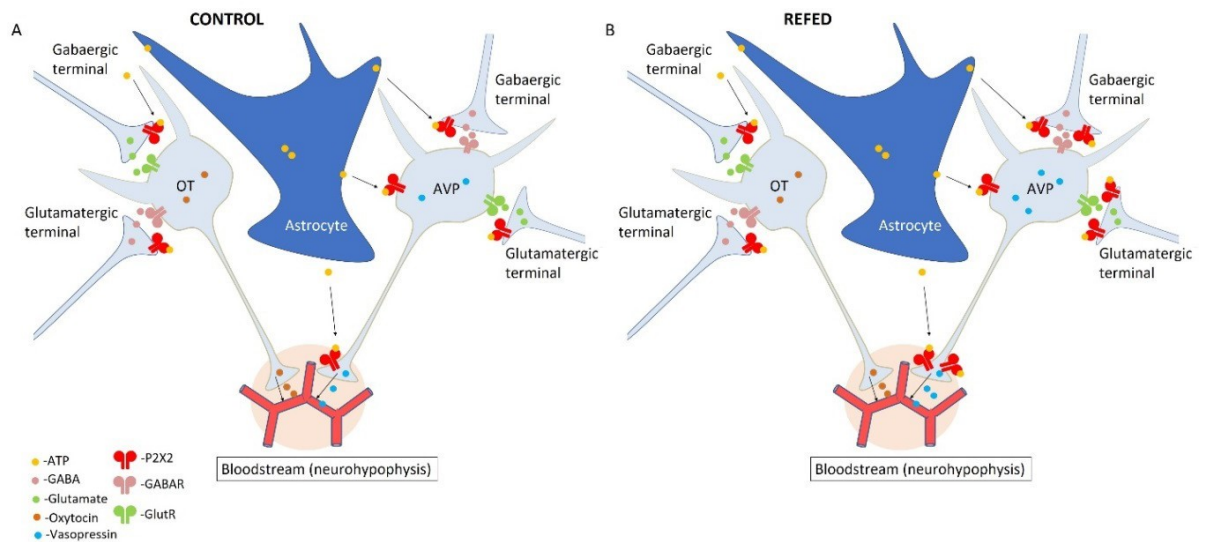 A
CONTROL
Gabaergic
terminal
Gabaergic
terminal
OT
AVP
Glutamatergic
terminal
Astrocyte
Glutamatergic
terminal
Bloodstream (neurohypophysis)
-ATP
-GABA
-Glutamate
-Oxytocin
-Vasopressin
-P2X2
-GABAR
-GlutR
B
REFED
Gabaergic
terminal
Gabaergic
terminal
OT
AVP
Glutamatergic
terminal
Astrocyte
Glutamatergic
terminal
Bloodstream (neurohypophysis)